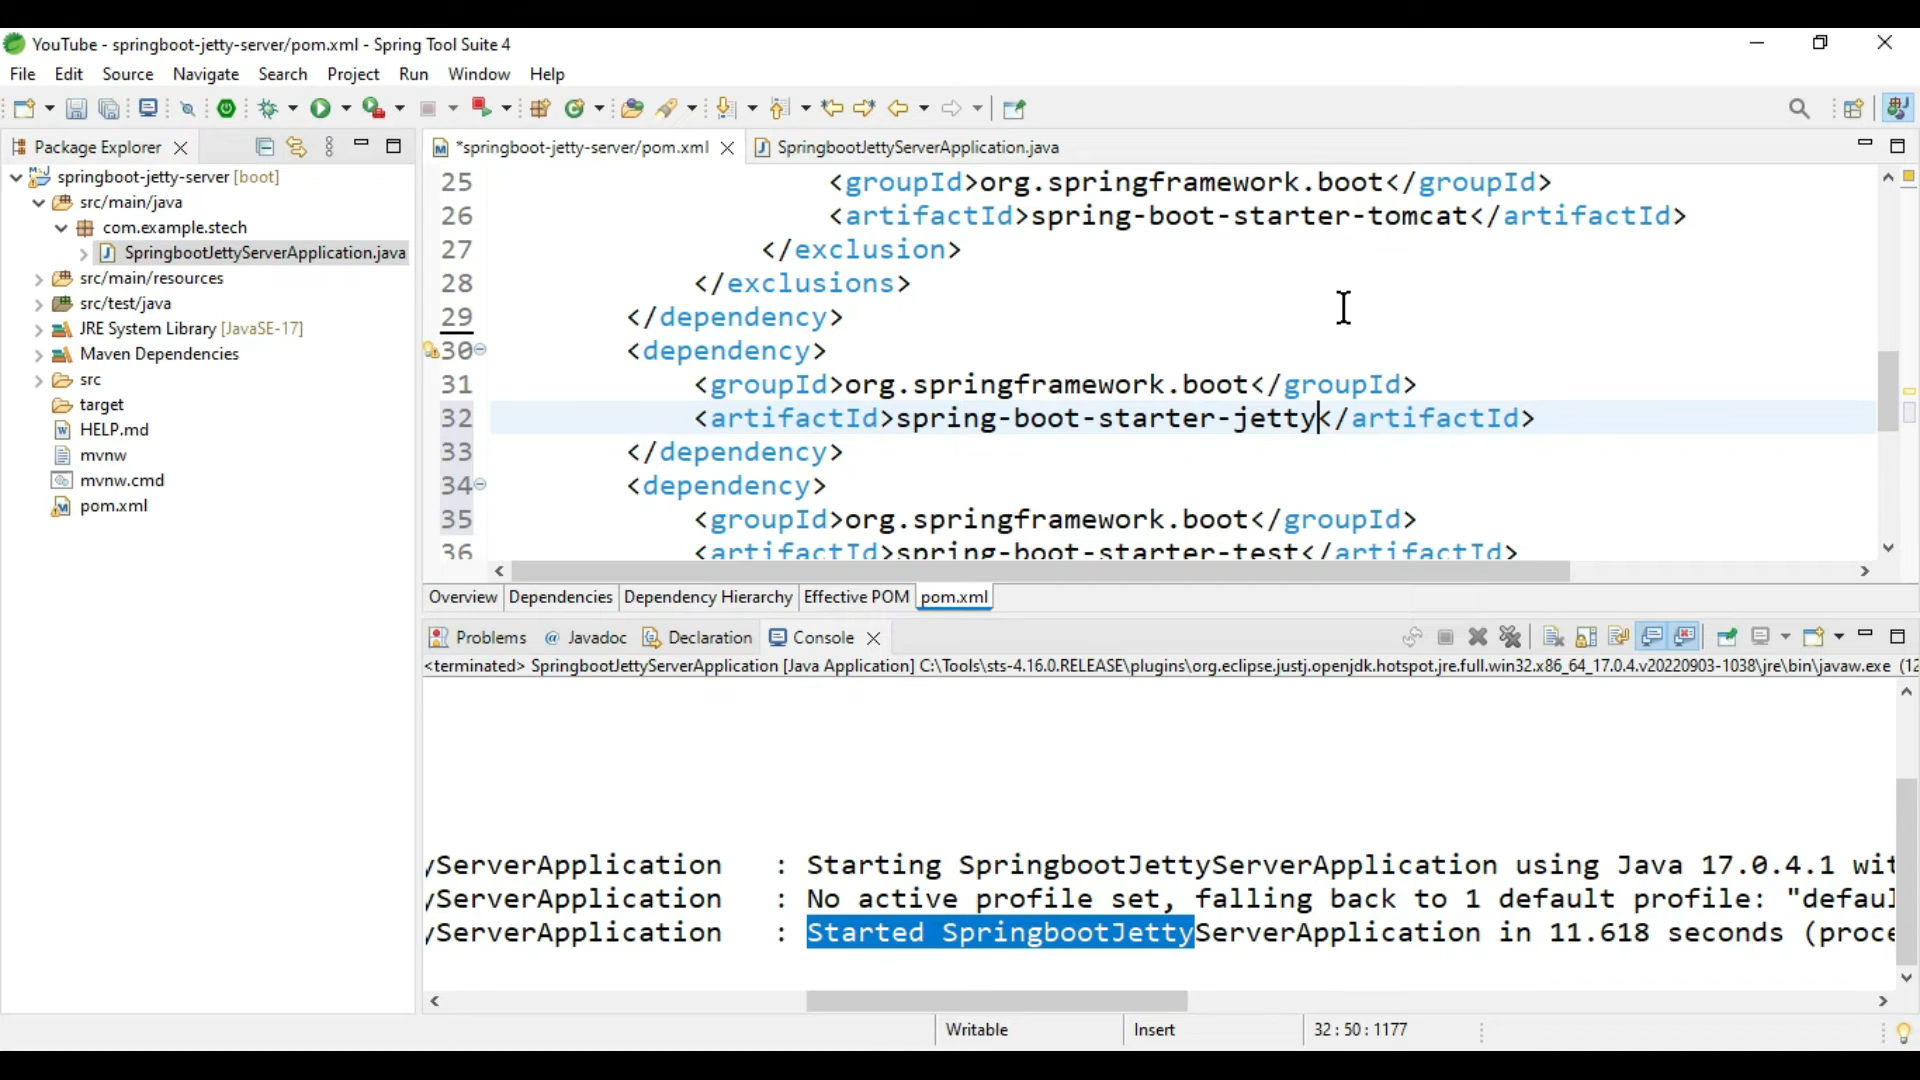 YouTube - springboot-jetty-server/pom.xml - Spring Tool Suite 4
File Edit Source Navigate Search Project Run Window Help
Package Explorer
*springboot-jetty-server/pom.xml
SpringbootJettyServerApplication.java
springboot-jetty-server [boot]
src/main/java
com.example.stech
SpringbootJettyServerApplication.java
src/main/resources
src/test/java
JRE System Library [JavaSE-17]
Maven Dependencies
src
target
HELP.md
mvnw
mvnw.cmd
pom.xml
25 <groupId>org.springframework.boot</groupId>
26 <artifactId>spring-boot-starter-tomcat</artifactId>
27 </exclusion>
28 </exclusions>
29 </dependency>
30 <dependency>
31 <groupId>org.springframework.boot</groupId>
32 <artifactId>spring-boot-starter-jetty</artifactId>
33 </dependency>
34 <dependency>
35 <groupId>org.springframework.boot</groupId>
36 <artifactId>spring-boot-starter-test</artifactId>
Overview Dependencies Dependency Hierarchy Effective POM pom.xml
Problems @ Javadoc Declaration Console
<terminated> SpringbootJettyServerApplication [Java Application] C:\Tools\sts-4.16.0.RELEASE\plugins\org.eclipse.justj.openjdk.hotspot.jre.full.win32.x86_64_17.0.4.v20220903-1038\jre\bin\javaw.exe (12
yServerApplication : Starting SpringbootJettyServerApplication using Java 17.0.4.1 wit
yServerApplication : No active profile set, falling back to 1 default profile: "defaul
yServerApplication : Started SpringbootJettyServerApplication in 11.618 seconds (proce
Writable Insert 32 : 50 : 1177